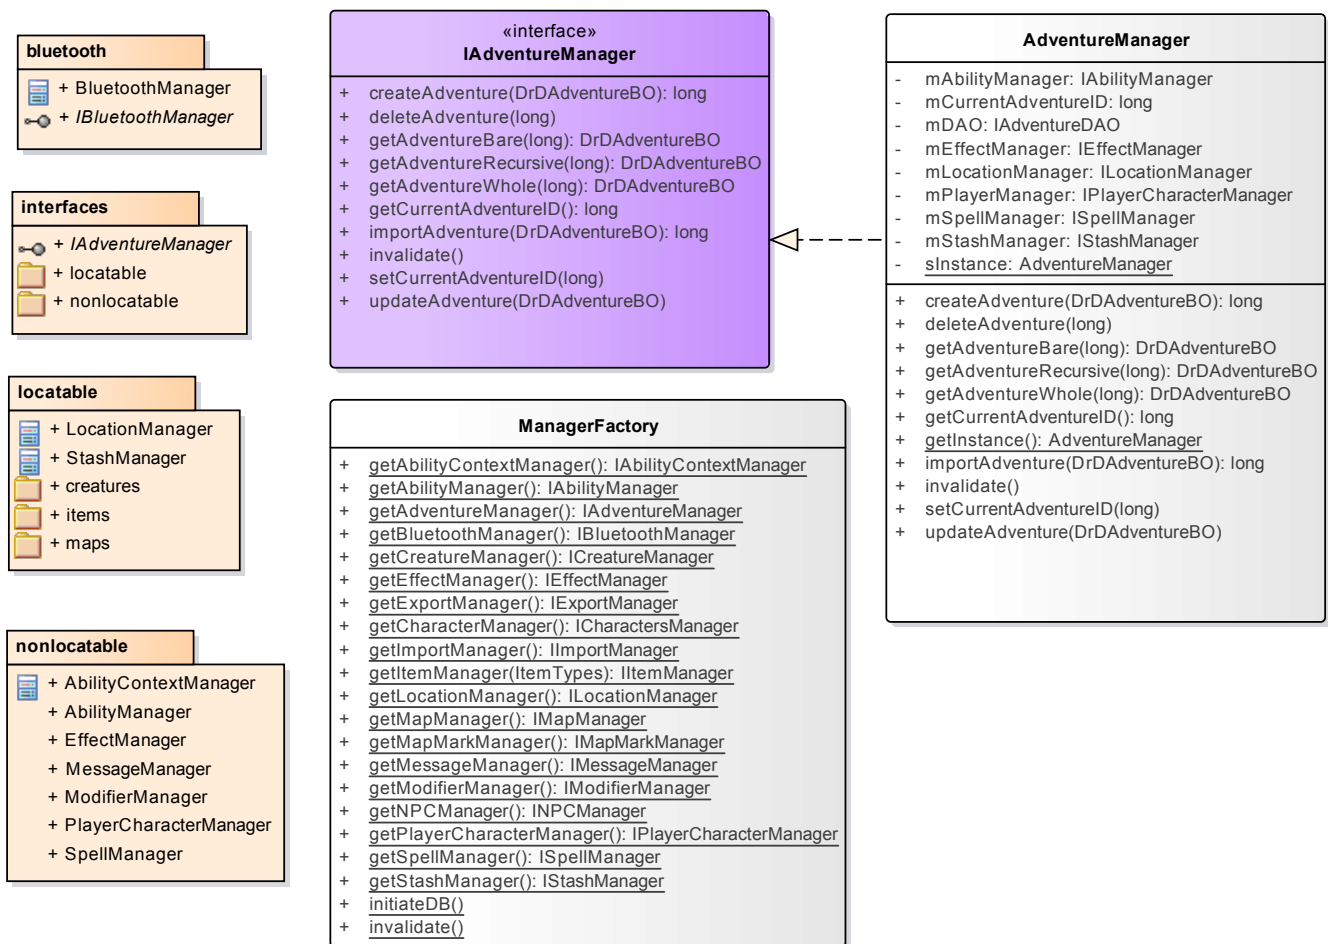 bluetooth
+ BluetoothManager
+ IBluetoothManager
interfaces
+ IAdventureManager
+ locatable
+ nonlocatable
locatable
+ LocationManager
+ StashManager
+ creatures
+ items
+ maps
nonlocatable
+ AbilityContextManager
+ AbilityManager
+ EffectManager
+ MessageManager
+ ModifierManager
+ PlayerCharacterManager
+ SpellManager
«interface»
IAdventureManager
+ createAdventure(DrDAdventureBO): long
+ deleteAdventure(long)
+ getAdventureBare(long): DrDAdventureBO
+ getAdventureRecursive(long): DrDAdventureBO
+ getAdventureWhole(long): DrDAdventureBO
+ getCurrentAdventureID(): long
+ importAdventure(DrDAdventureBO): long
+ invalidate()
+ setCurrentAdventureID(long)
+ updateAdventure(DrDAdventureBO)
ManagerFactory
+ getAbilityContextManager(): IAbilityContextManager
+ getAbilityManager(): IAbilityManager
+ getAdventureManager(): IAdventureManager
+ getBluetoothManager(): IBluetoothManager
+ getCreatureManager(): ICreatureManager
+ getEffectManager(): IEffectManager
+ getExportManager(): IExportManager
+ getCharacterManager(): ICharactersManager
+ getImportManager(): IImportManager
+ getItemManager(ItemTypes): IItemManager
+ getLocationManager(): ILocationManager
+ getMapManager(): IMapManager
+ getMapMarkManager(): IMapMarkManager
+ getMessageManager(): IMessageManager
+ getModifierManager(): IModifierManager
+ getNPCManager(): INPCManager
+ getPlayerCharacterManager(): IPlayerCharacterManager
+ getSpellManager(): ISpellManager
+ getStashManager(): IStashManager
+ initiateDB()
+ invalidate()
AdventureManager
- mAbilityManager: IAbilityManager
- mCurrentAdventureID: long
- mDAO: IAdventureDAO
- mEffectManager: IEffectManager
- mLocationManager: ILocationManager
- mPlayerManager: IPlayerCharacterManager
- mSpellManager: ISpellManager
- mStashManager: IStashManager
- sInstance: AdventureManager
+ createAdventure(DrDAdventureBO): long
+ deleteAdventure(long)
+ getAdventureBare(long): DrDAdventureBO
+ getAdventureRecursive(long): DrDAdventureBO
+ getAdventureWhole(long): DrDAdventureBO
+ getCurrentAdventureID(): long
+ getInstance(): AdventureManager
+ importAdventure(DrDAdventureBO): long
+ invalidate()
+ setCurrentAdventureID(long)
+ updateAdventure(DrDAdventureBO)